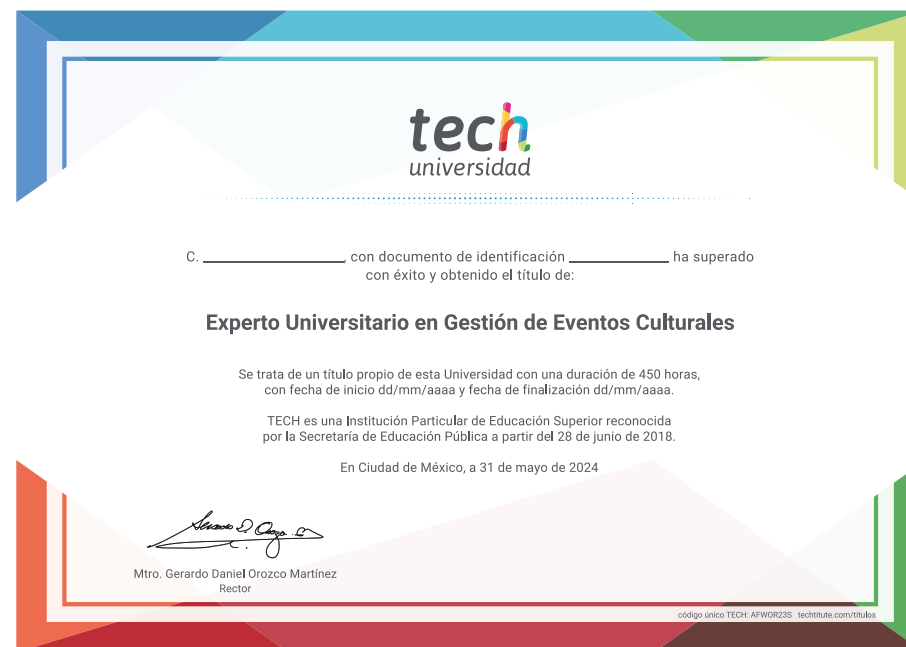 tech
universidad
C. ____________, con documento de identificación _________ ha superado
con éxito y obtenido el título de:
Experto Universitario en Gestión de Eventos Culturales
Se trata de un título propio de esta Universidad con una duración de 450 horas,
con fecha de inicio dd/mm/aaaa y fecha de finalización dd/mm/aaaa.
TECH es una Institución Particular de Educación Superior reconocida
por la Secretaría de Educación Pública a partir del 28 de junio de 2018.
En Ciudad de México, a 31 de mayo de 2024
Mtro. Gerardo Daniel Orozco Martínez
Rector
código único TECH: AFWOR23S techtitute.com/titulos